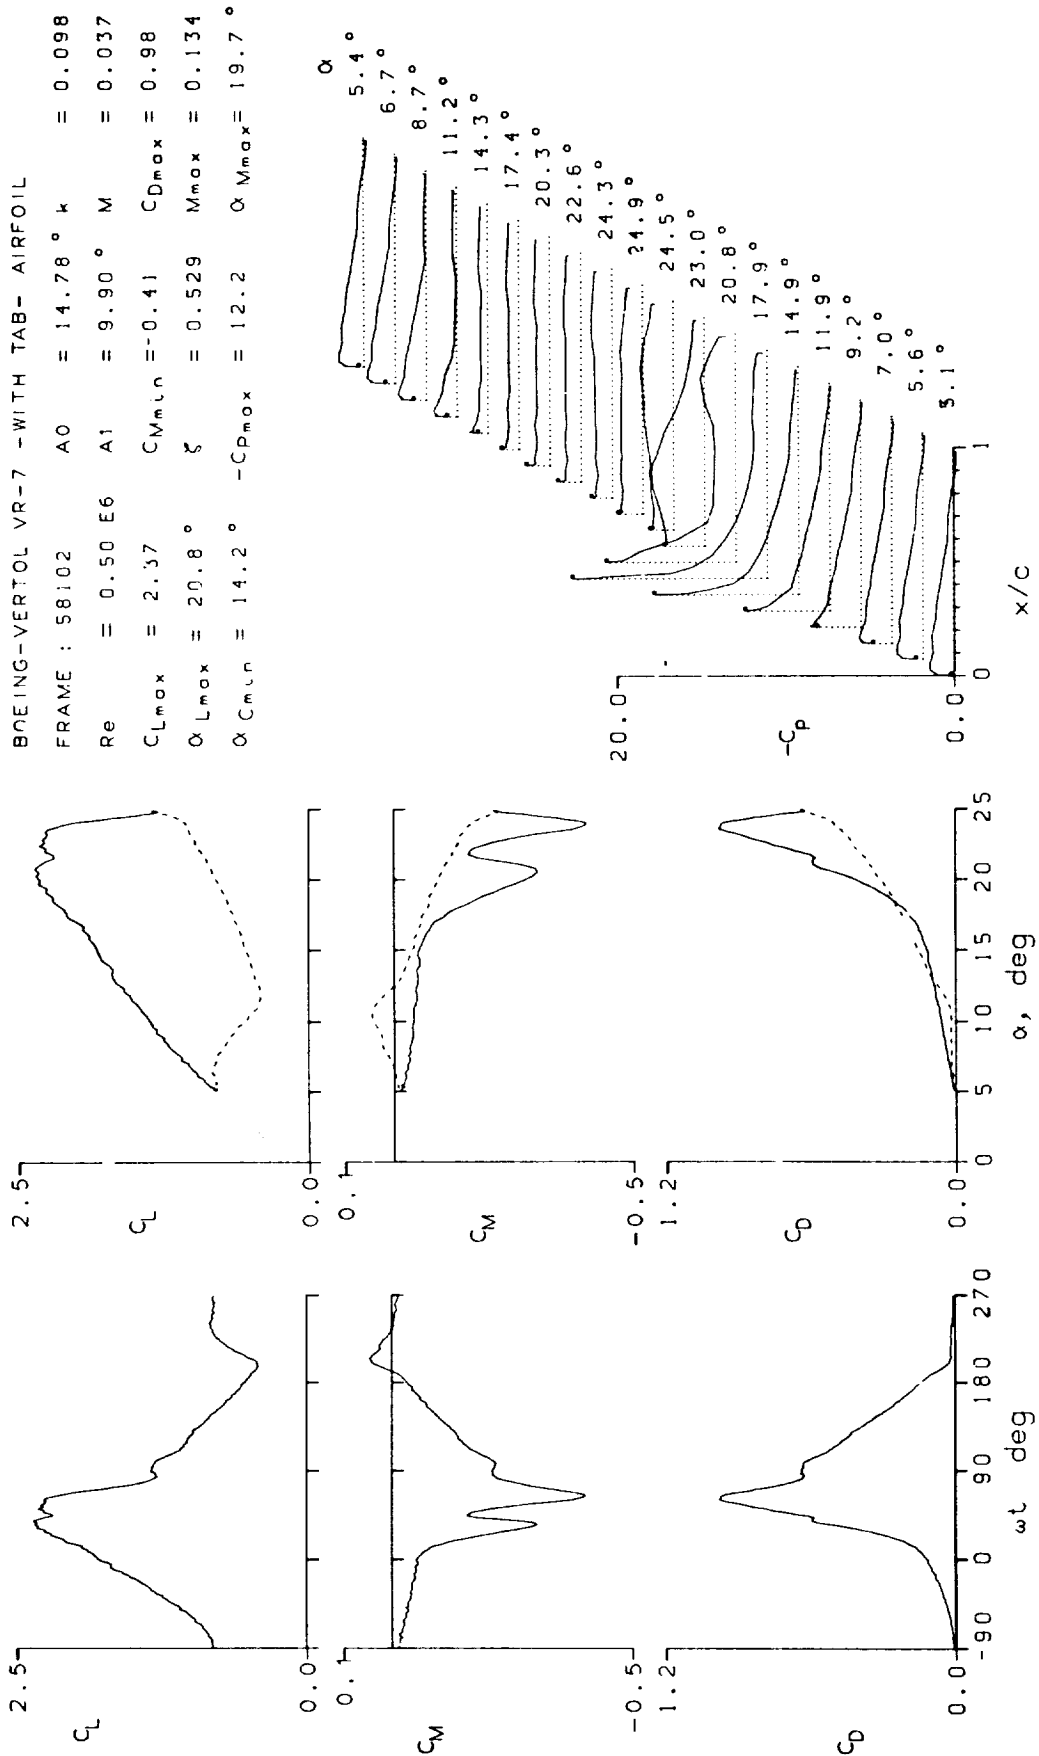 BOEING-VERTOL VR-7 -WITH TAB- AIRFOIL
FRAME : 58102 A0 = 14.78° k = 0.098
Re = 0.50 E6 A1 = 9.90° M = 0.037
CLmax = 2.37 CMmin =-0.41 CDmax = 0.98
αLmax = 20.8° ζ = 0.529 Mmax = 0.134
αCmin = 14.2° -CPmax = 12.2 αMmax= 19.7°
2.5
CL
0.0
0.1
CM
-0.5
1.2
CD
0.0
-90 0 90 180 270
ωt deg
2.5
CL
0.0
0.1
CM
-0.5
1.2
CD
0.0
0 5 10 15 20 25
α, deg
α
5.4°
6.7°
8.7°
11.2°
14.3°
17.4°
20.3°
22.6°
24.3°
24.9°
24.5°
23.0°
20.8°
17.9°
14.9°
11.9°
9.2°
7.0°
5.6°
5.1°
20.0
-Cp
0.0
0 1
x/c